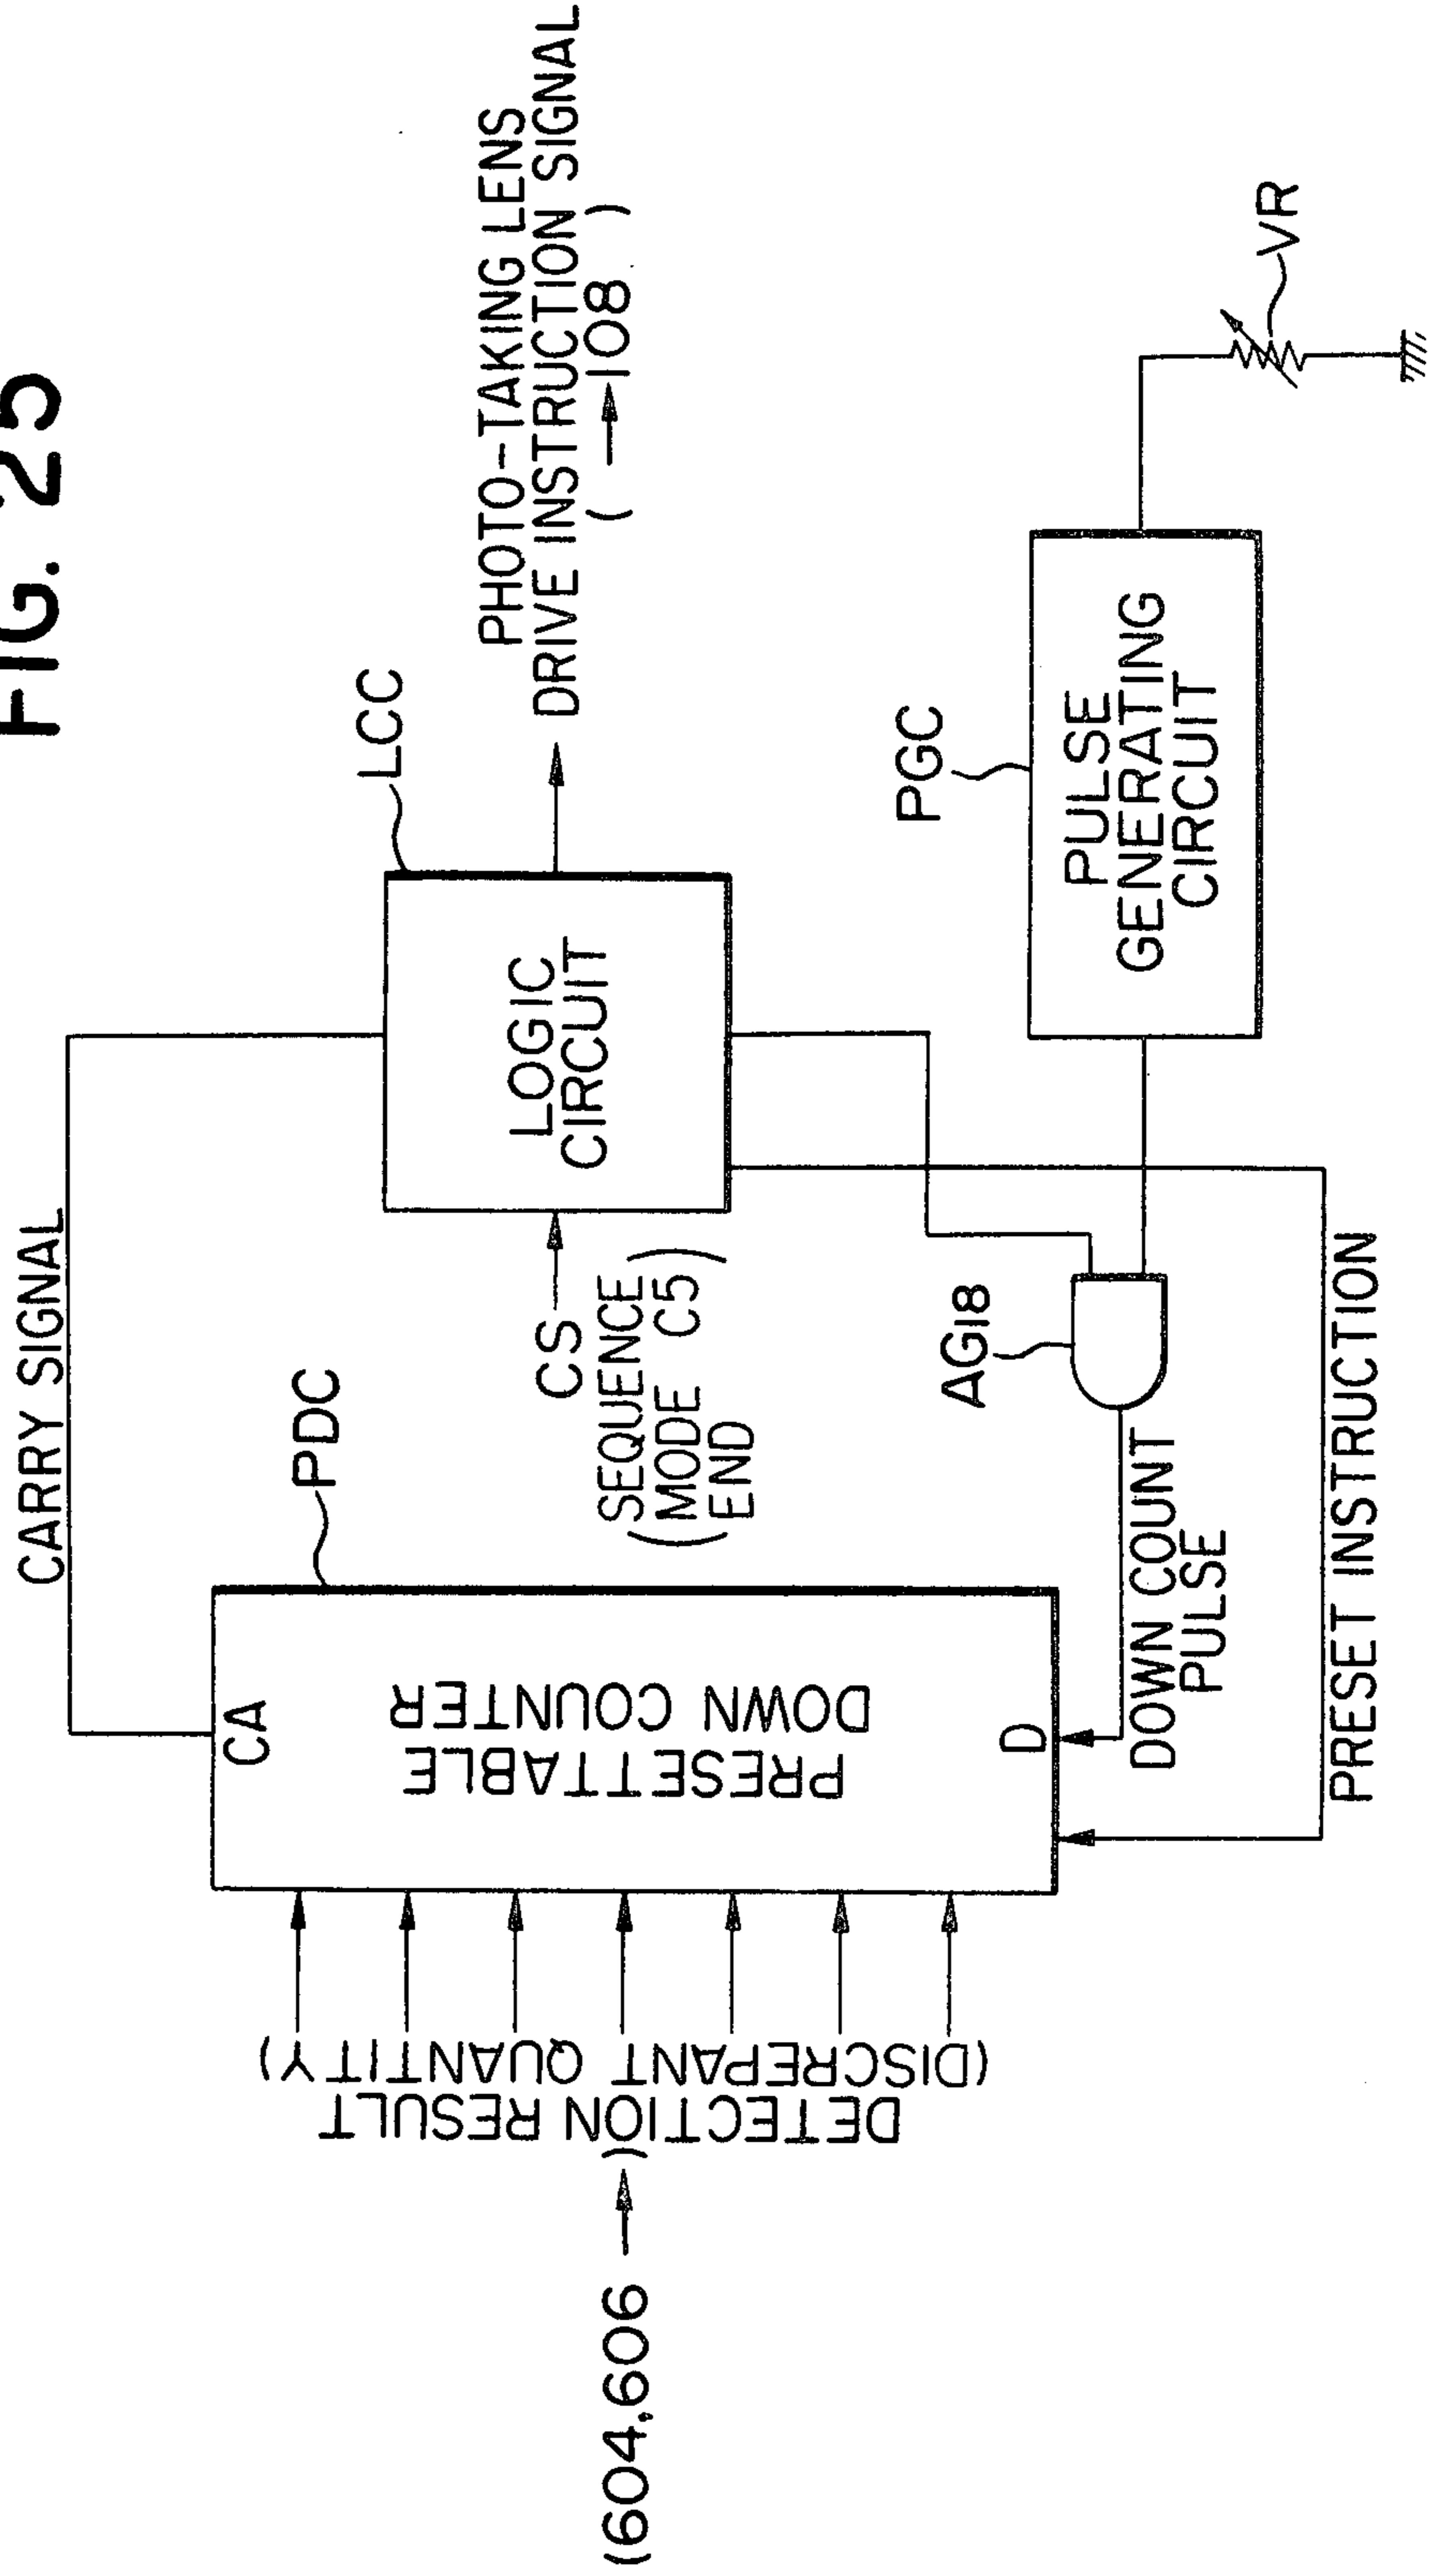 FIG. 25
CARRY SIGNAL
PDC
CA
PRESETTABLE
DOWN COUNTER
D
(604,606 → )
DETECTION RESULT
(DISCREPANT QUANTITY)
CS
(SEQUENCE
MODE C5
END)
LCC
LOGIC
CIRCUIT
PHOTO-TAKING LENS
DRIVE INSTRUCTION SIGNAL
( → 108 )
AG18
DOWN COUNT
PULSE
PRESET INSTRUCTION
PGC
PULSE
GENERATING
CIRCUIT
VR